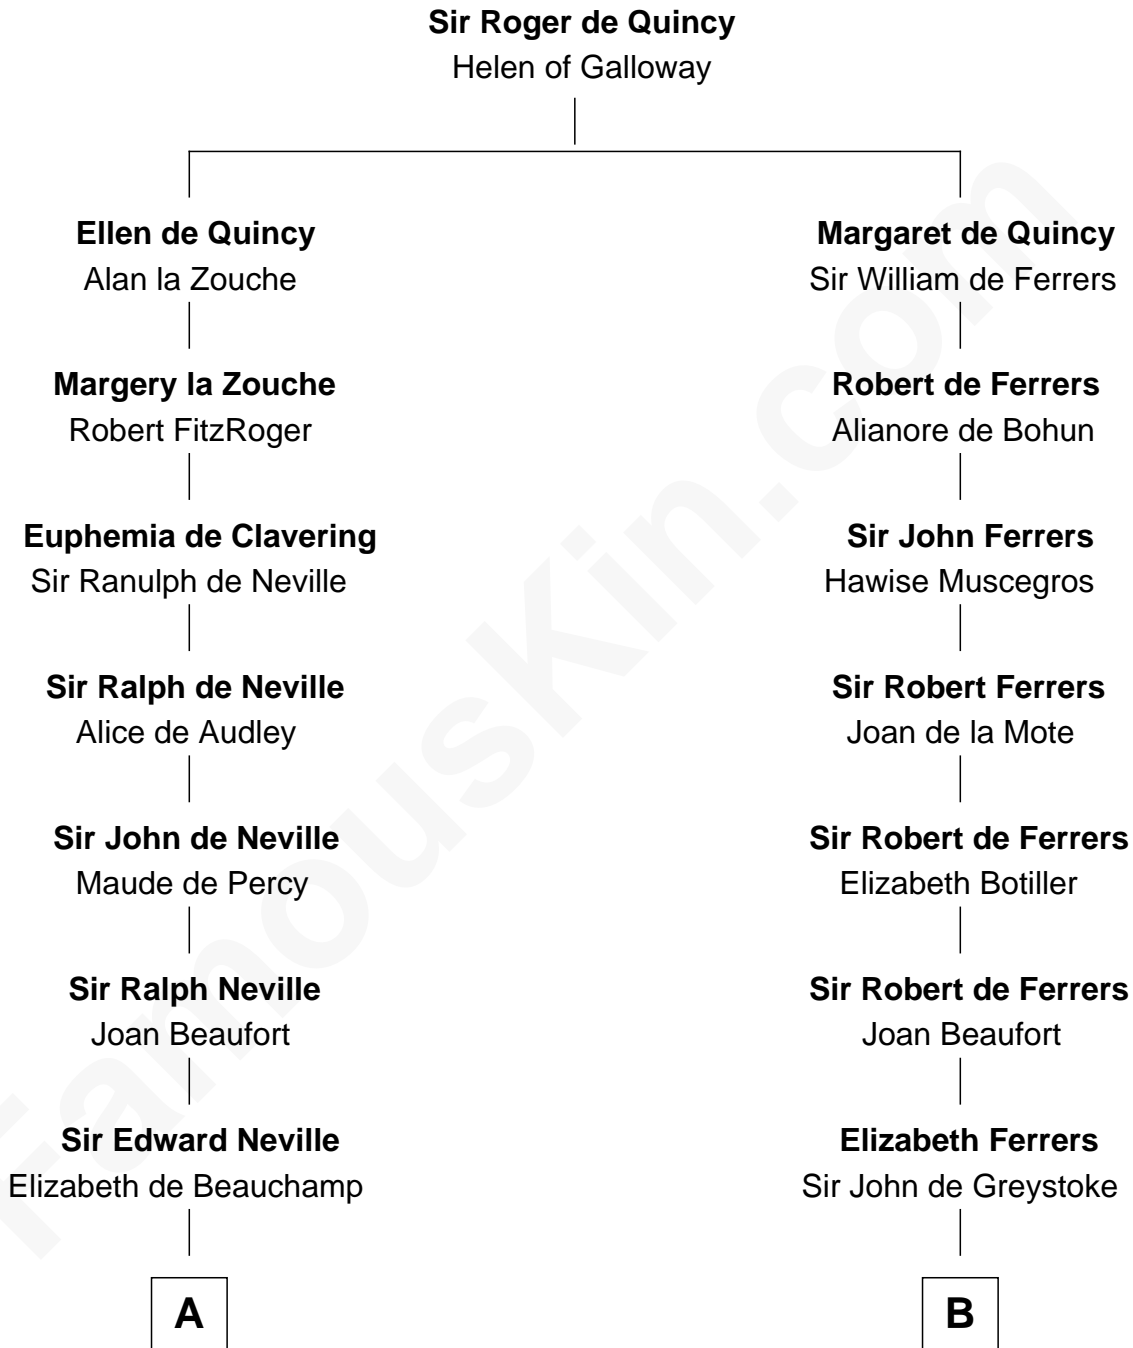 Sir Roger de Quincy
Helen of Galloway
Ellen de Quincy
Alan la Zouche
Margaret de Quincy
Sir William de Ferrers
Margery la Zouche
Robert FitzRoger
Robert de Ferrers
Alianore de Bohun
Euphemia de Clavering
Sir Ranulph de Neville
Sir John Ferrers
Hawise Muscegros
Sir Ralph de Neville
Alice de Audley
Sir Robert Ferrers
Joan de la Mote
Sir John de Neville
Maude de Percy
Sir Robert de Ferrers
Elizabeth Botiller
Sir Ralph Neville
Joan Beaufort
Sir Robert de Ferrers
Joan Beaufort
Sir Edward Neville
Elizabeth de Beauchamp
Elizabeth Ferrers
Sir John de Greystoke
A
B
FamousKin.com